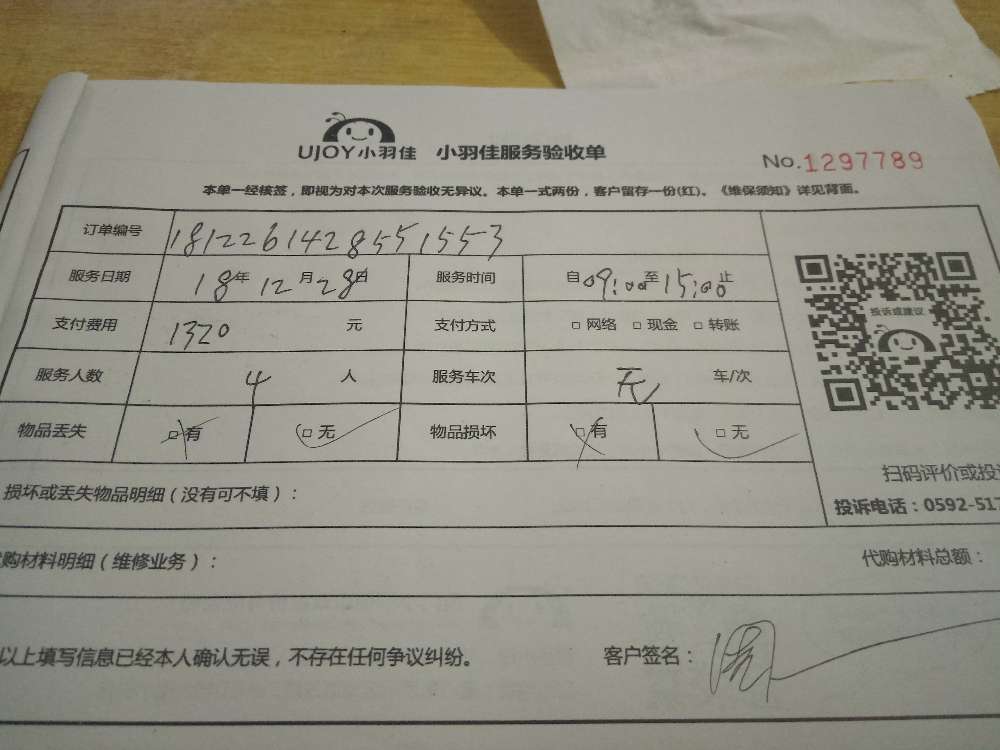 UJOY小羽佳 小羽佳服务验收单
No.1297789
本单一经核签，即视为对本次服务验收无异议。本单一式两份，客户留存一份(红)。《维保须知》详见背面。
订单编号 1812261428551553
服务日期 18年12月28日 服务时间 自09:00至15:00止
投诉或建议
支付费用 1320 元 支付方式 □ 网络 □ 现金 □ 转账
服务人数 4 人 服务车次 无 车/次
物品丢失 □有 □无 物品损坏 □有 □无
扫码评价或投
损坏或丢失物品明细（没有可不填）：
投诉电话：0592-517
购材料明细（维修业务）： 代购材料总额：
以上填写信息已经本人确认无误，不存在任何争议纠纷。 客户签名：